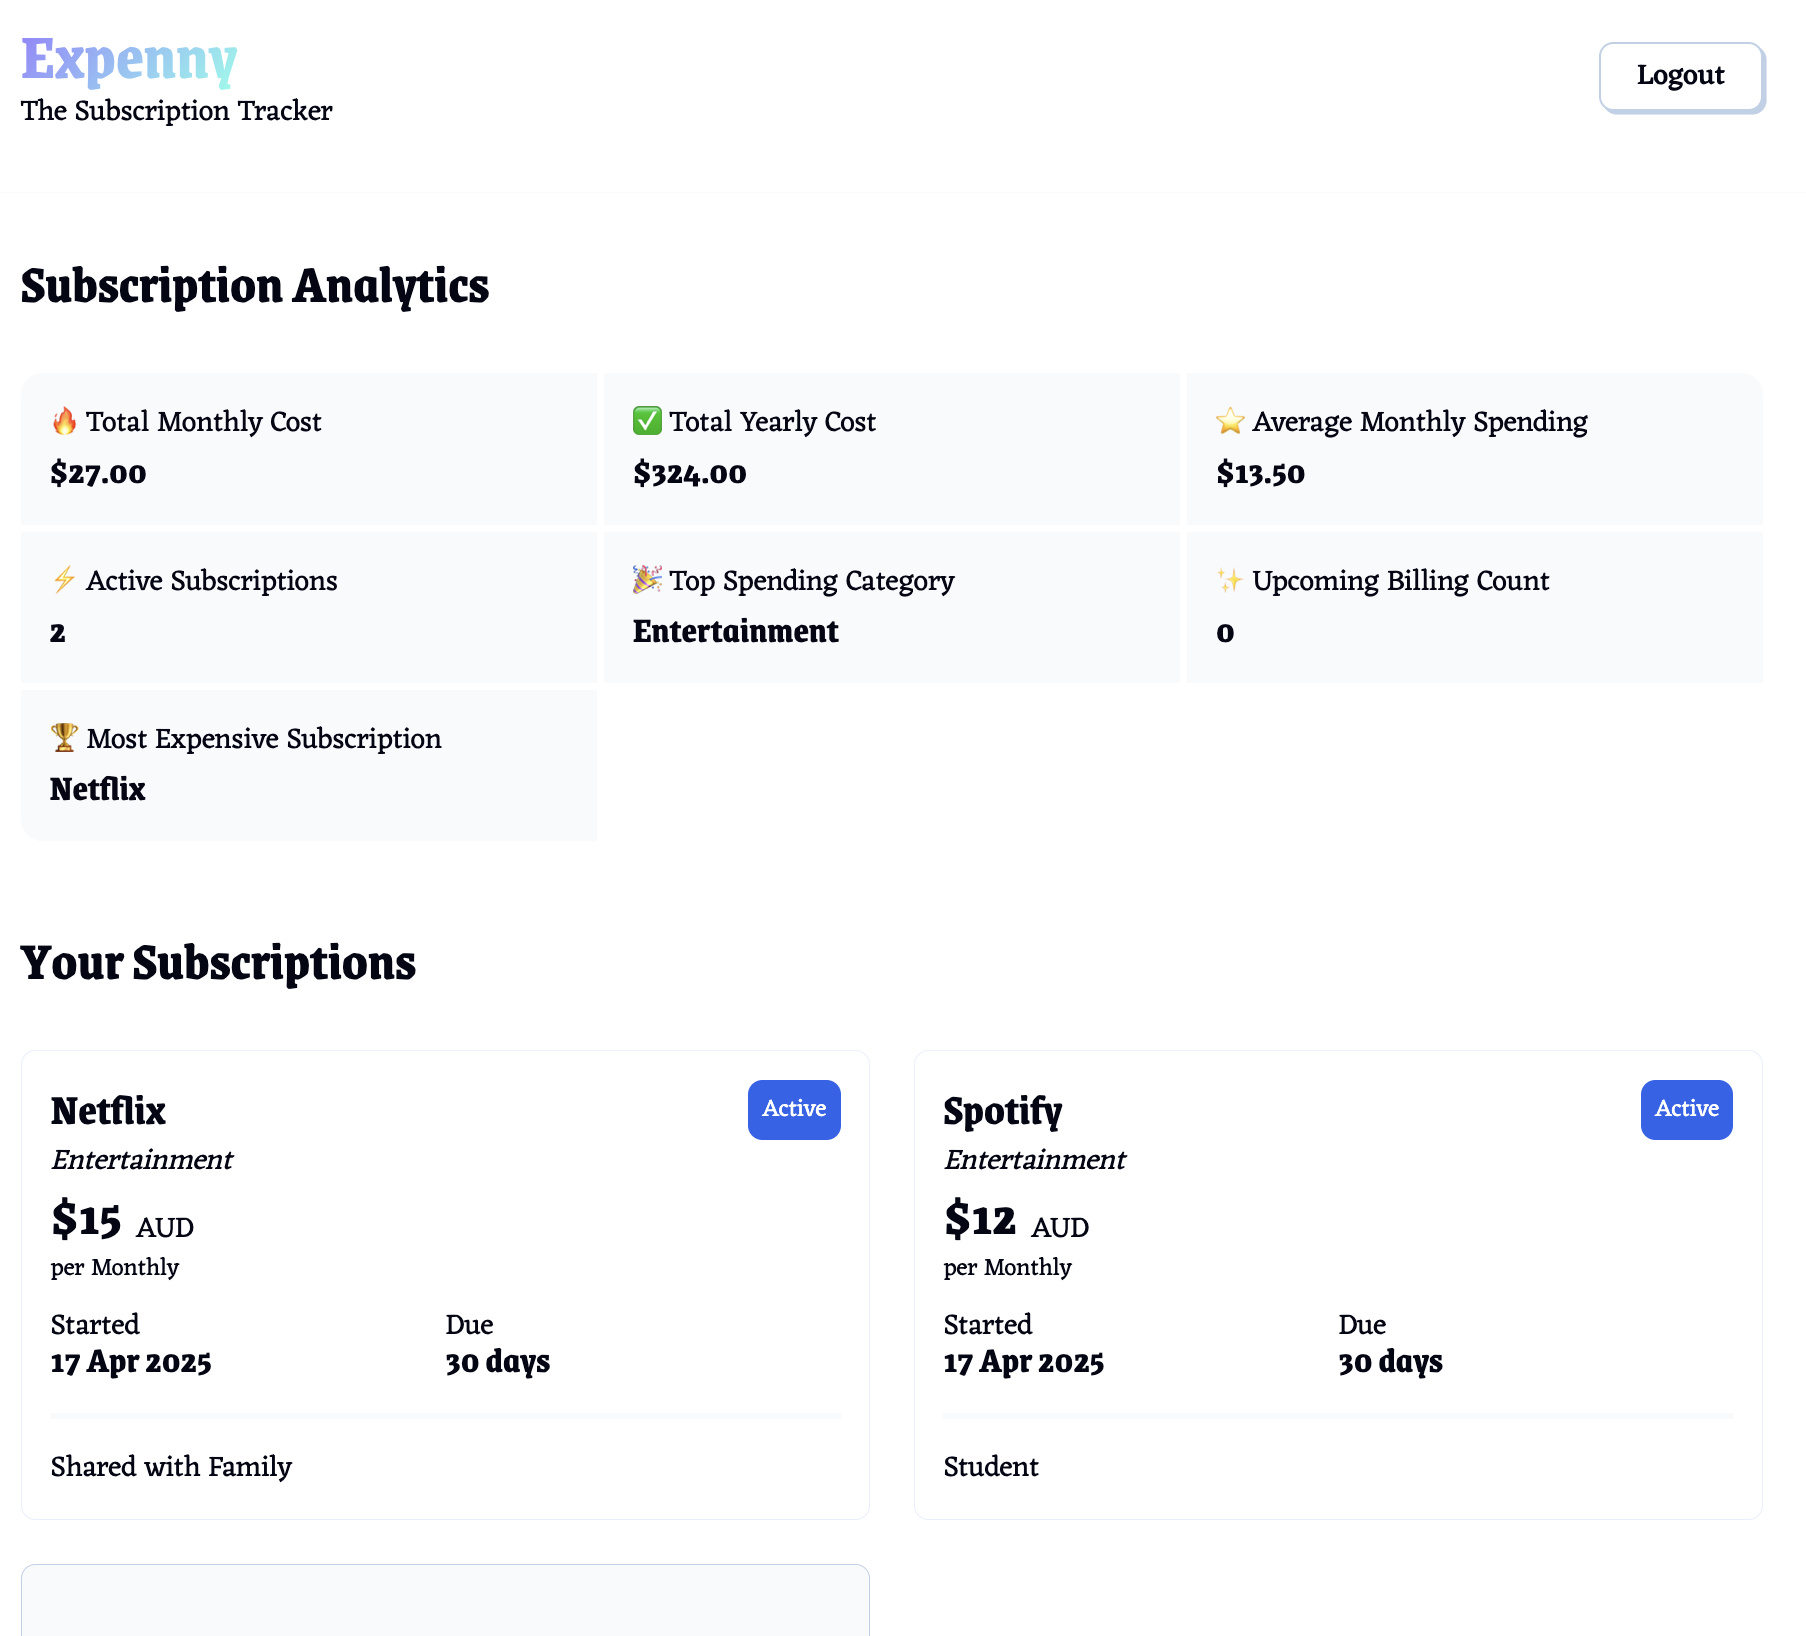 Expenny
The Subscription Tracker
Logout
Subscription Analytics
🔥 Total Monthly Cost
$27.00
✅ Total Yearly Cost
$324.00
⭐ Average Monthly Spending
$13.50
⚡ Active Subscriptions
2
🎉 Top Spending Category
Entertainment
✨ Upcoming Billing Count
0
🏆 Most Expensive Subscription
Netflix
Your Subscriptions
Netflix
Active
Entertainment
$15 AUD
per Monthly
Started
17 Apr 2025
Due
30 days
Shared with Family
Spotify
Active
Entertainment
$12 AUD
per Monthly
Started
17 Apr 2025
Due
30 days
Student